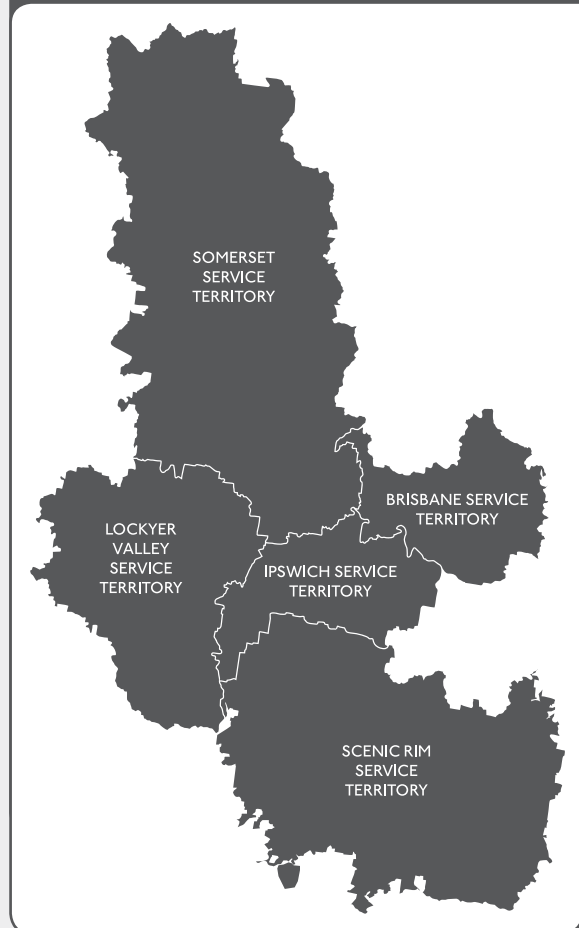 SOMERSET
SERVICE
TERRITORY
BRISBANE SERVICE
TERRITORY
LOCKYER
VALLEY
SERVICE
TERRITORY
IPSWICH SERVICE
TERRITORY
SCENIC RIM
SERVICE
TERRITORY